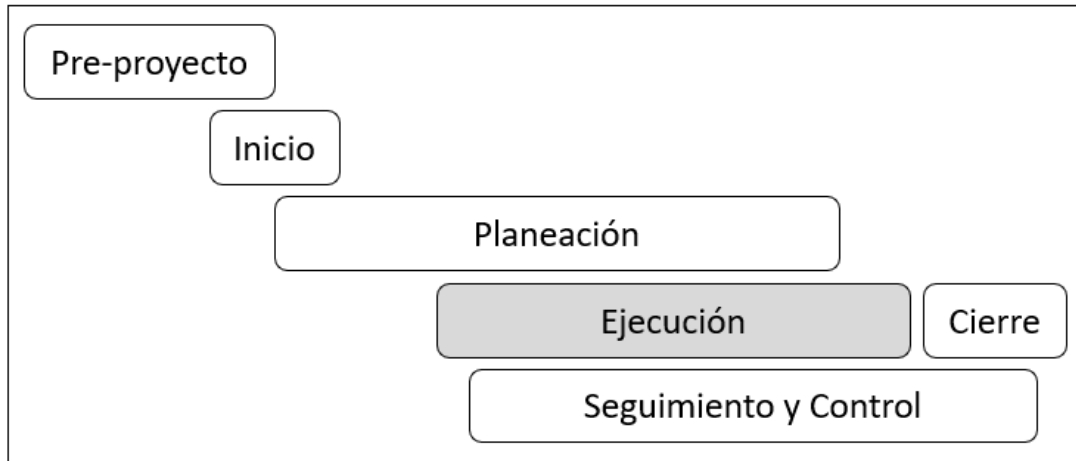 Pre-proyecto
Inicio
Planeación
Ejecución
Cierre
Seguimiento y Control